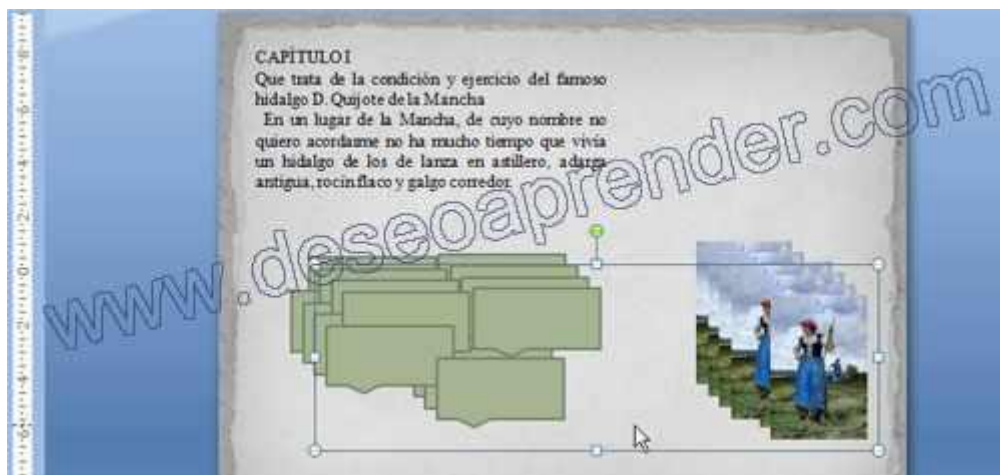 CAPÍTULO I
Que trata de la condición y ejercicio del famoso
hidalgo D. Quijote de la Mancha
En un lugar de la Mancha, de cuyo nombre no
quiero acordarme no ha mucho tiempo que vivía
un hidalgo de los de lanza en astillero, adarga
antigua, rocín flaco y galgo corredor.
www.deseoaprender.com